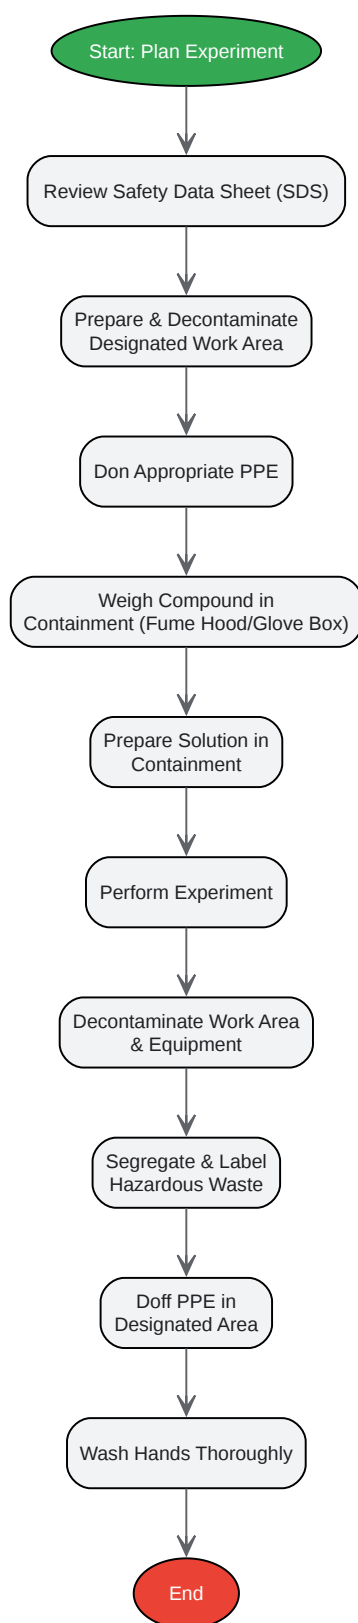 Start: Plan Experiment
Review Safety Data Sheet (SDS)
Prepare & Decontaminate
Designated Work Area
Don Appropriate PPE
Weigh Compound in
Containment (Fume Hood/Glove Box)
Prepare Solution in
Containment
Perform Experiment
Decontaminate Work Area
& Equipment
Segregate & Label
Hazardous Waste
Doff PPE in
Designated Area
Wash Hands Thoroughly
End